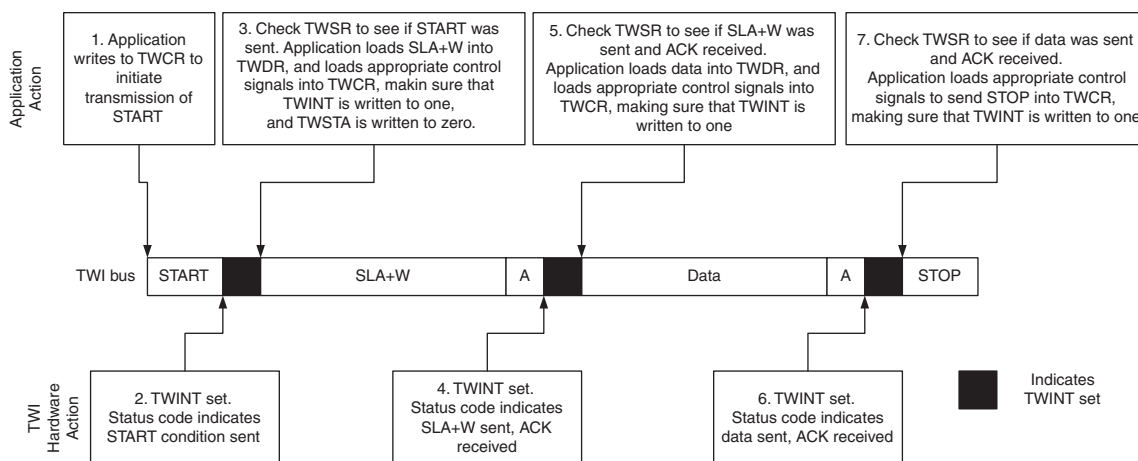 Application
Action
1. Application
writes to TWCR to
initiate
transmission of
START
3. Check TWSR to see if START was
sent. Application loads SLA+W into
TWDR, and loads appropriate control
signals into TWCR, makin sure that
TWINT is written to one,
and TWSTA is written to zero.
5. Check TWSR to see if SLA+W was
sent and ACK received.
Application loads data into TWDR, and
loads appropriate control signals into
TWCR, making sure that TWINT is
written to one
7. Check TWSR to see if data was sent
and ACK received.
Application loads appropriate control
signals to send STOP into TWCR,
making sure that TWINT is written to one
TWI bus
START
SLA+W
A
Data
A
STOP
TWI
Hardware
Action
2. TWINT set.
Status code indicates
START condition sent
4. TWINT set.
Status code indicates
SLA+W sent, ACK
received
6. TWINT set.
Status code indicates
data sent, ACK received
Indicates
TWINT set